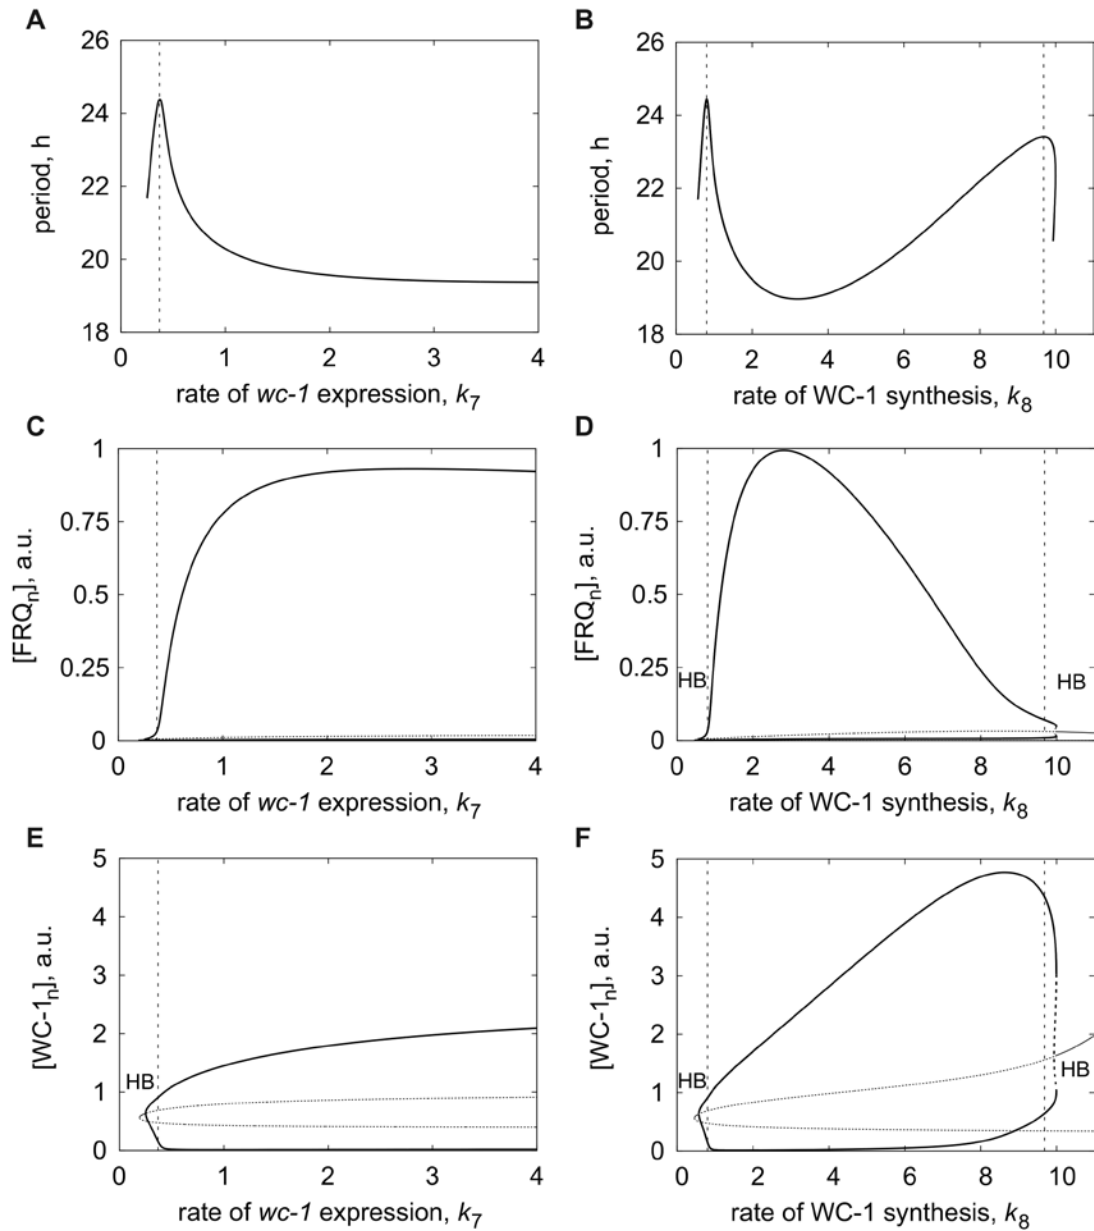 A
26
24
22
20
18
period, h
0 1 2 3 4
rate of wc-1 expression, k7
B
26
24
22
20
18
period, h
0 2 4 6 8 10
rate of WC-1 synthesis, k8
C
1
0.75
0.5
0.25
0
[FRQn], a.u.
0 1 2 3 4
rate of wc-1 expression, k7
D
1
0.75
0.5
0.25
0
[FRQn], a.u.
HB
HB
0 2 4 6 8 10
rate of WC-1 synthesis, k8
E
5
4
3
2
1
0
[WC-1n], a.u.
HB
0 1 2 3 4
rate of wc-1 expression, k7
F
5
4
3
2
1
0
[WC-1n], a.u.
HB
HB
0 2 4 6 8 10
rate of WC-1 synthesis, k8